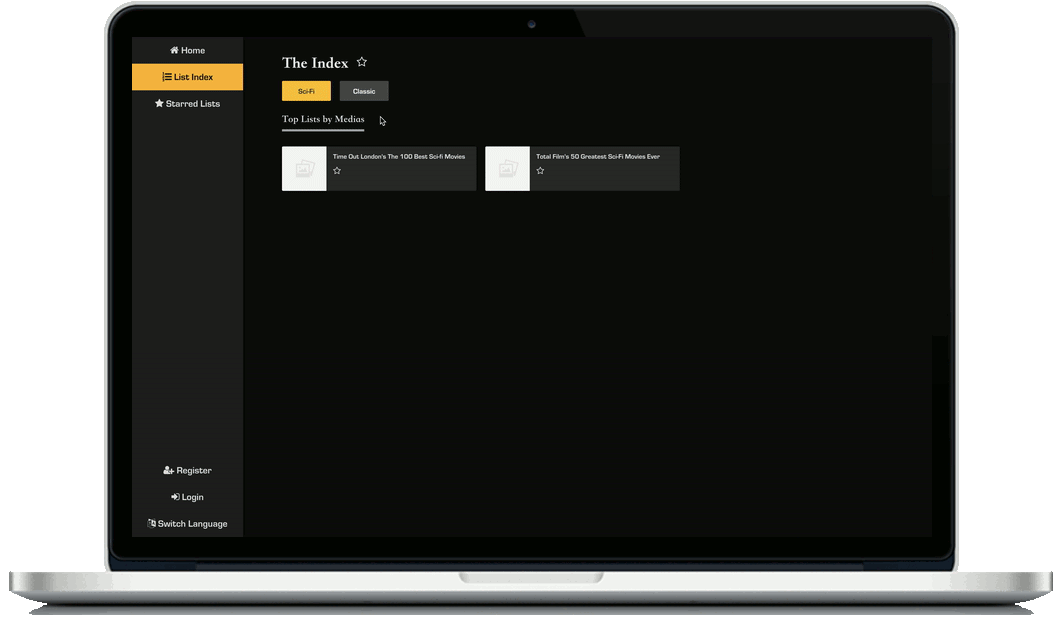 Home
List Index
Starred Lists
Register
Login
Switch Language
The Index
Sci-Fi
Classic
Top Lists by Medias
Time Out London's The 100 Best Sci-fi Movies
Total Film's 50 Greatest Sci-Fi Movies Ever